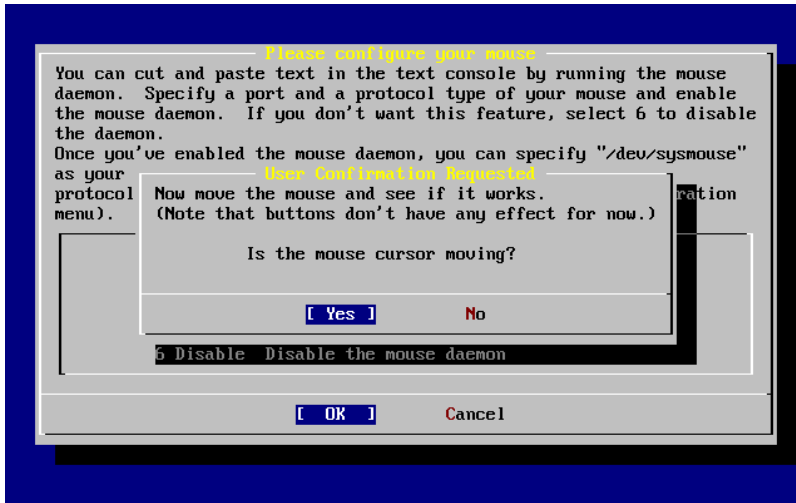 Please configure your mouse
You can cut and paste text in the text console by running the mouse
daemon.  Specify a port and a protocol type of your mouse and enable
the mouse daemon.  If you don't want this feature, select 6 to disable
the daemon.
Once you've enabled the mouse daemon, you can specify "/dev/sysmouse"
as your
protocol ration
menu).
User Confirmation Requested
Now move the mouse and see if it works.
(Note that buttons don't have any effect for now.)
Is the mouse cursor moving?
[ Yes ] No
6 Disable  Disable the mouse daemon
[ OK ] Cancel